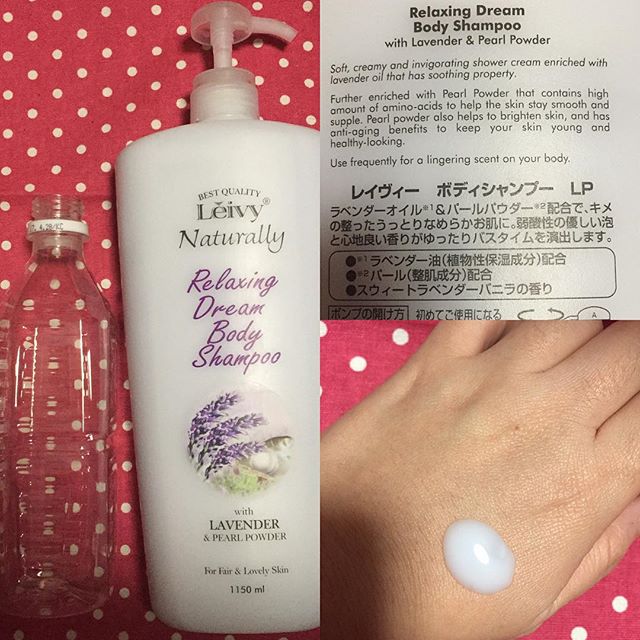 BEST QUALITY
Leivy®
Naturally
Relaxing
Dream
Body
Shampoo
with
LAVENDER
& PEARL POWDER
For Fair & Lovely Skin
1150 ml
Relaxing Dream
Body Shampoo
with Lavender & Pearl Powder
Soft, creamy and invigorating shower cream enriched with
lavender oil that has soothing property.
Further enriched with Pearl Powder that contains high
amount of amino-acids to help the skin stay smooth and
supple. Pearl powder also helps to brighten skin, and has
anti-aging benefits to keep your skin young and
healthy-looking.
Use frequently for a lingering scent on your body.
レイヴィー ボディシャンプー LP
ラベンダーオイル※1&パールパウダー※2配合で、キメ
の整ったうっとりなめらかお肌に。弱酸性の優しい泡
と心地良い香りがゆったりバスタイムを演出します。
●※1ラベンダー油(植物性保湿成分)配合
●※2パール(整肌成分)配合
●スウィートラベンダーバニラの香り
ポンプの開け方 初めてご使用になる
A